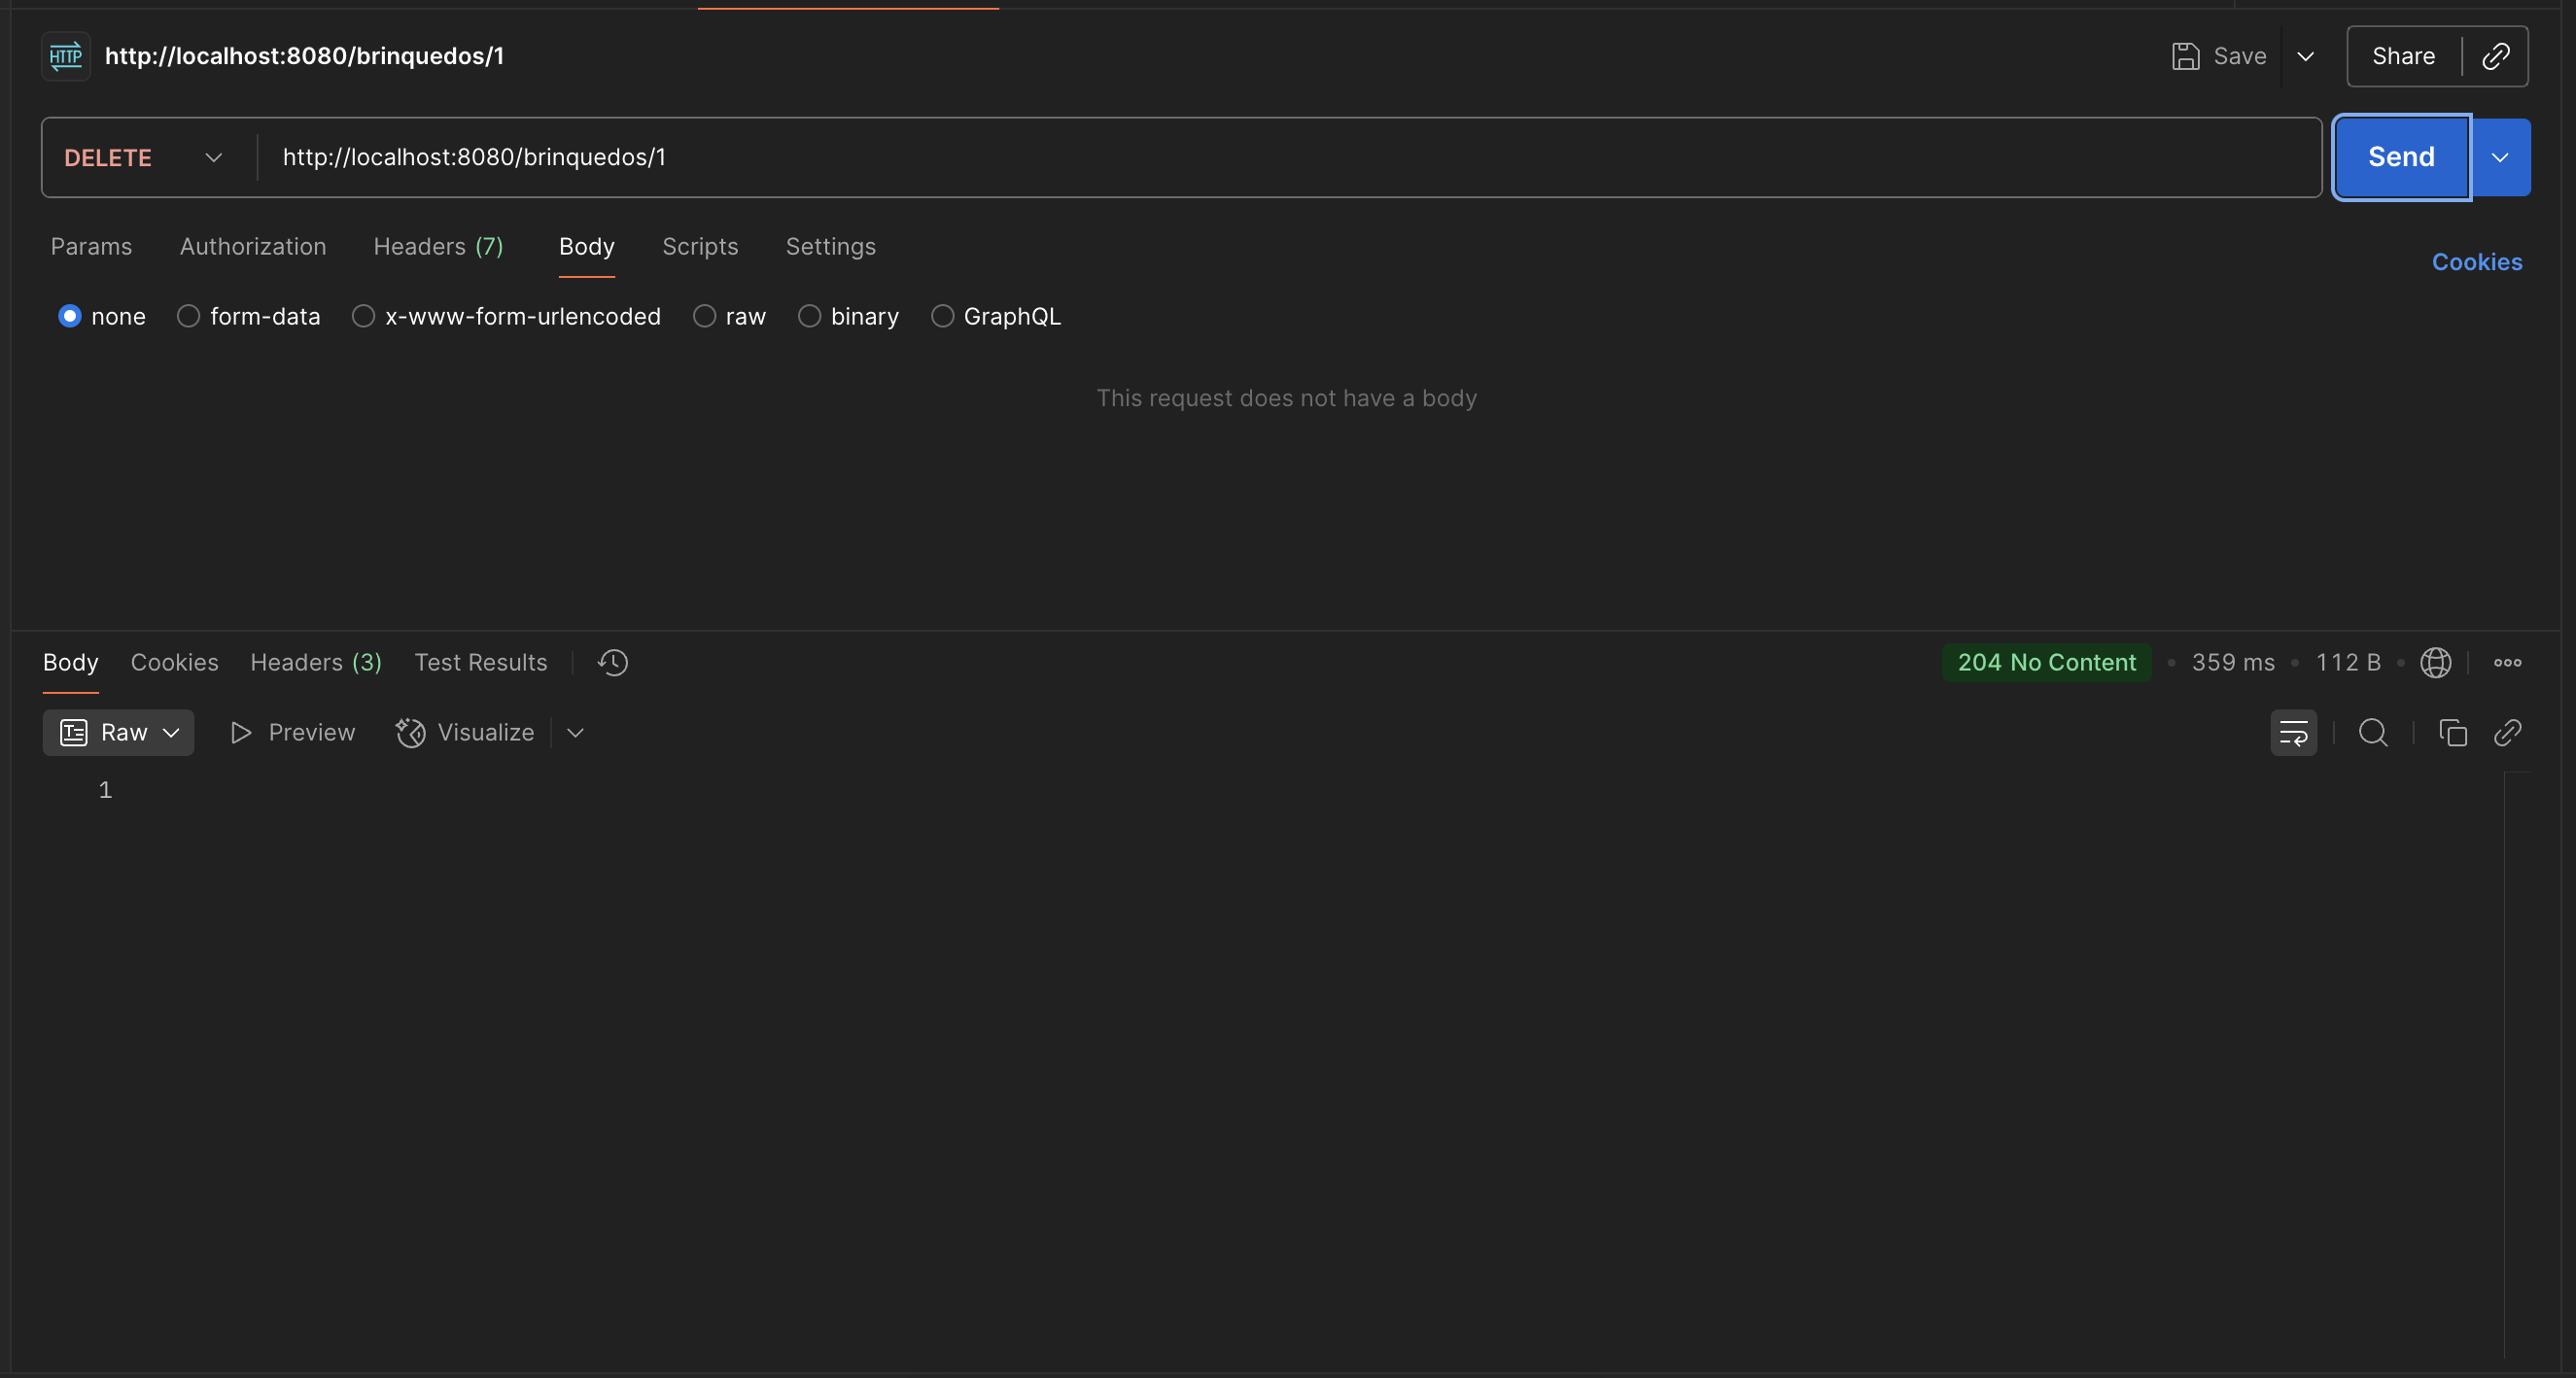 HTTP http://localhost:8080/brinquedos/1 Save Share
DELETE http://localhost:8080/brinquedos/1 Send
Params Authorization Headers (7) Body Scripts Settings Cookies
none form-data x-www-form-urlencoded raw binary GraphQL
This request does not have a body
Body Cookies Headers (3) Test Results 204 No Content • 359 ms • 112 B •
Raw Preview Visualize
1